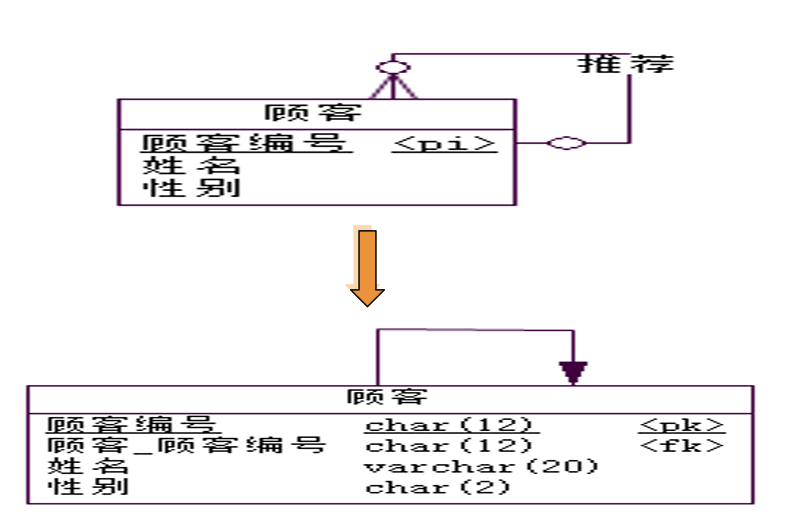 推荐
顾客
顾客编号 <pi>
姓名
性别
顾客
顾客编号 char(12) <pk>
顾客_顾客编号 char(12) <fk>
姓名 varchar(20)
性别 char(2)